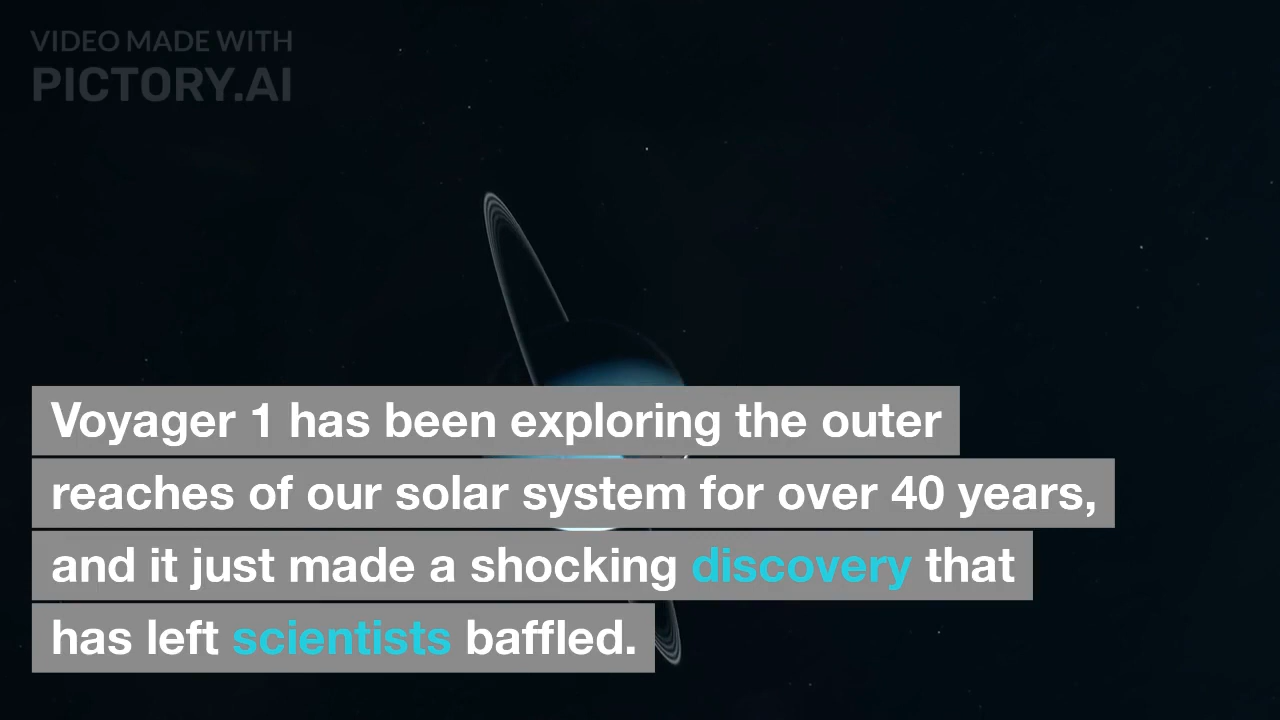 VIDEO MADE WITH
PICTORY.AI
Voyager 1 has been exploring the outer
reaches of our solar system for over 40 years,
and it just made a shocking discovery that
has left scientists baffled.